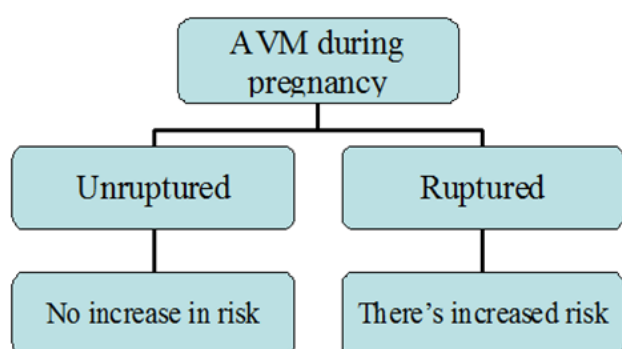 AVM during
pregnancy
Unruptured
Ruptured
No increase in risk
There's increased risk